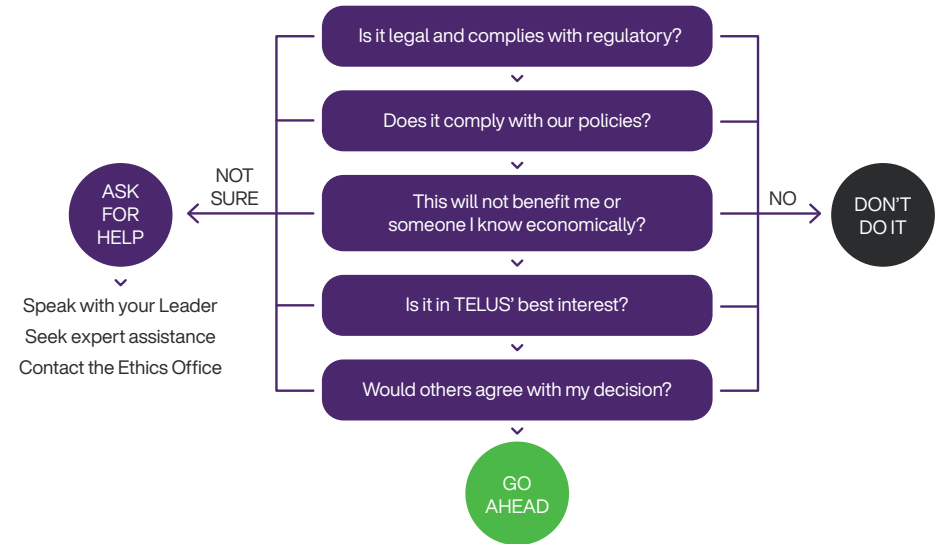 Is it legal and complies with regulatory?
Does it comply with our policies?
NOT
SURE
ASK
FOR
HELP
This will not benefit me or
someone I know economically?
NO
DON'T
DO IT
Speak with your Leader
Seek expert assistance
Contact the Ethics Office
Is it in TELUS' best interest?
Would others agree with my decision?
GO
AHEAD